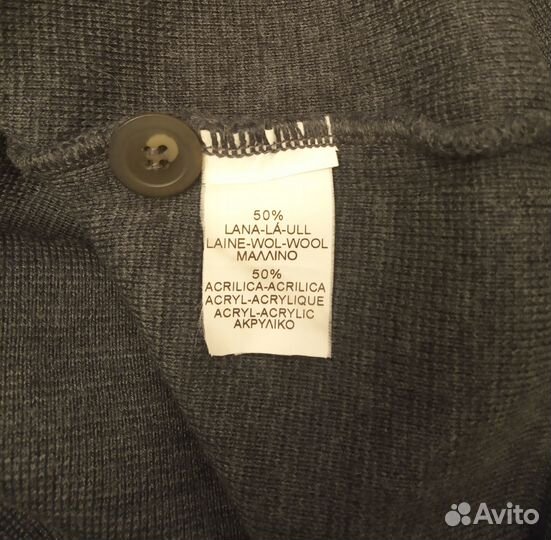 50%
LANA-LÁ-ULL
LAINE-WOL-WOOL
ΜΑΛΛΙΝΟ
50%
ACRILICA-ACRILICA
ACRYL-ACRYLIQUE
ACRYL-ACRYLIC
ΑΚΡΥΛΙΚΟ
Avito